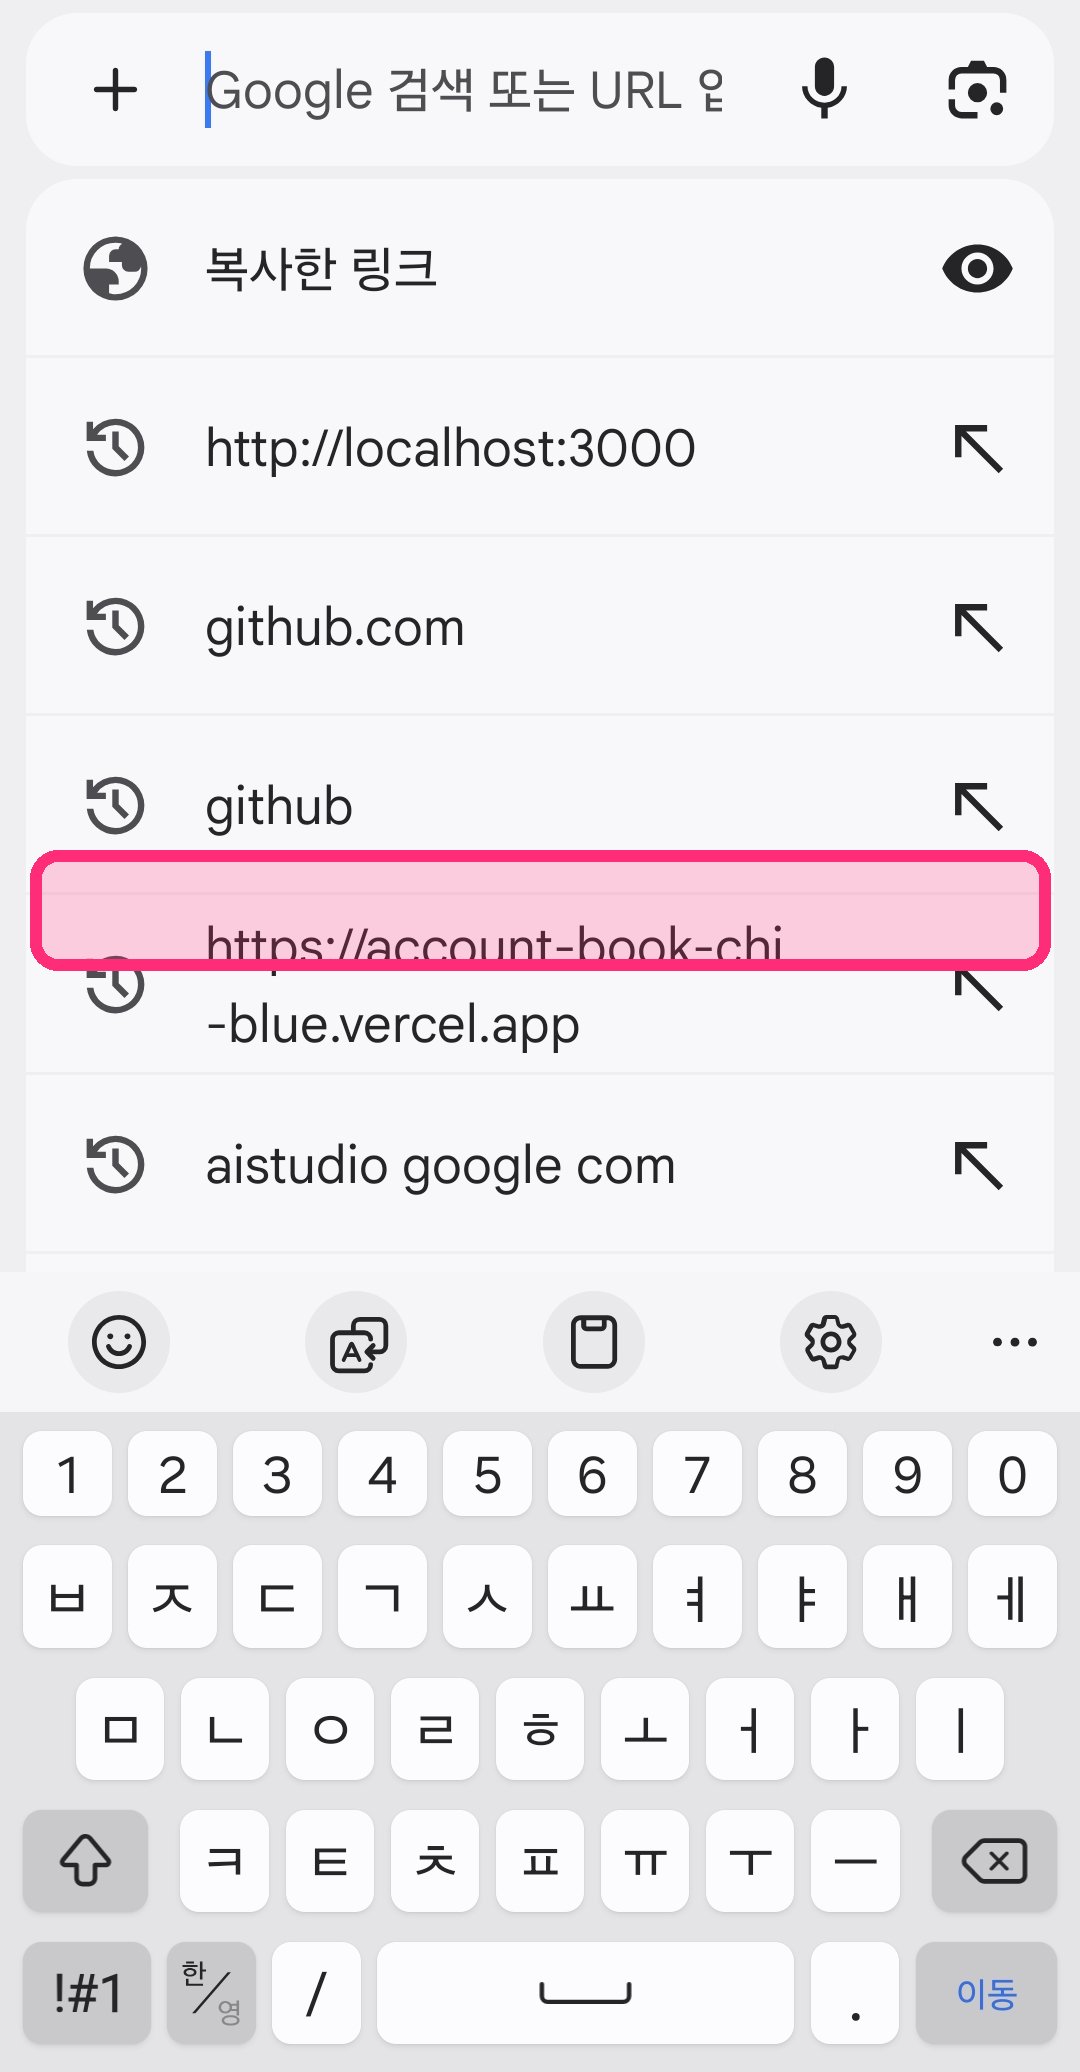 Google 검색 또는 URL 입
복사한 링크
http://localhost:3000
github.com
github
https://account-book-chi
-blue.vercel.app
aistudio google com
1 2 3 4 5 6 7 8 9 0
ㅂ ㅈ ㄷ ㄱ ㅅ ㅛ ㅕ ㅑ ㅐ ㅔ
ㅁ ㄴ ㅇ ㄹ ㅎ ㅗ ㅓ ㅏ ㅣ
ㅋ ㅌ ㅊ ㅍ ㅠ ㅜ ㅡ
!#1 한/영 / . 이동